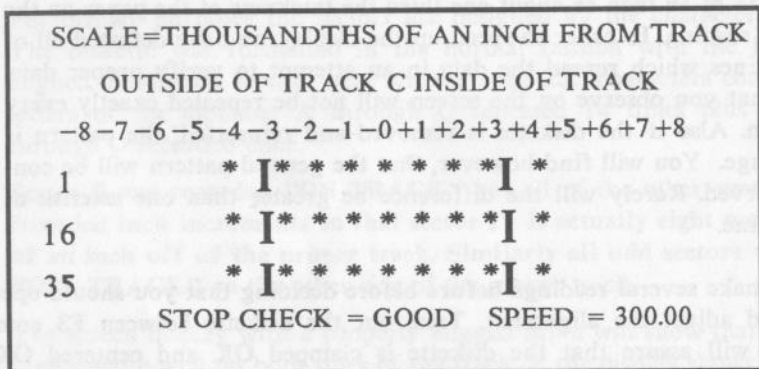 SCALE =THOUSANDTHS OF AN INCH FROM TRACK
OUTSIDE OF TRACK C INSIDE OF TRACK
-8 -7 -6 -5 -4 -3 -2 -1 +0 +1 +2 +3 +4 +5 +6 +7 +8
1 * I* * * * * * * * *
16 * I* * * * * * * I *
35 * I* * * * * * * I *
STOP CHECK = GOOD SPEED = 300.00